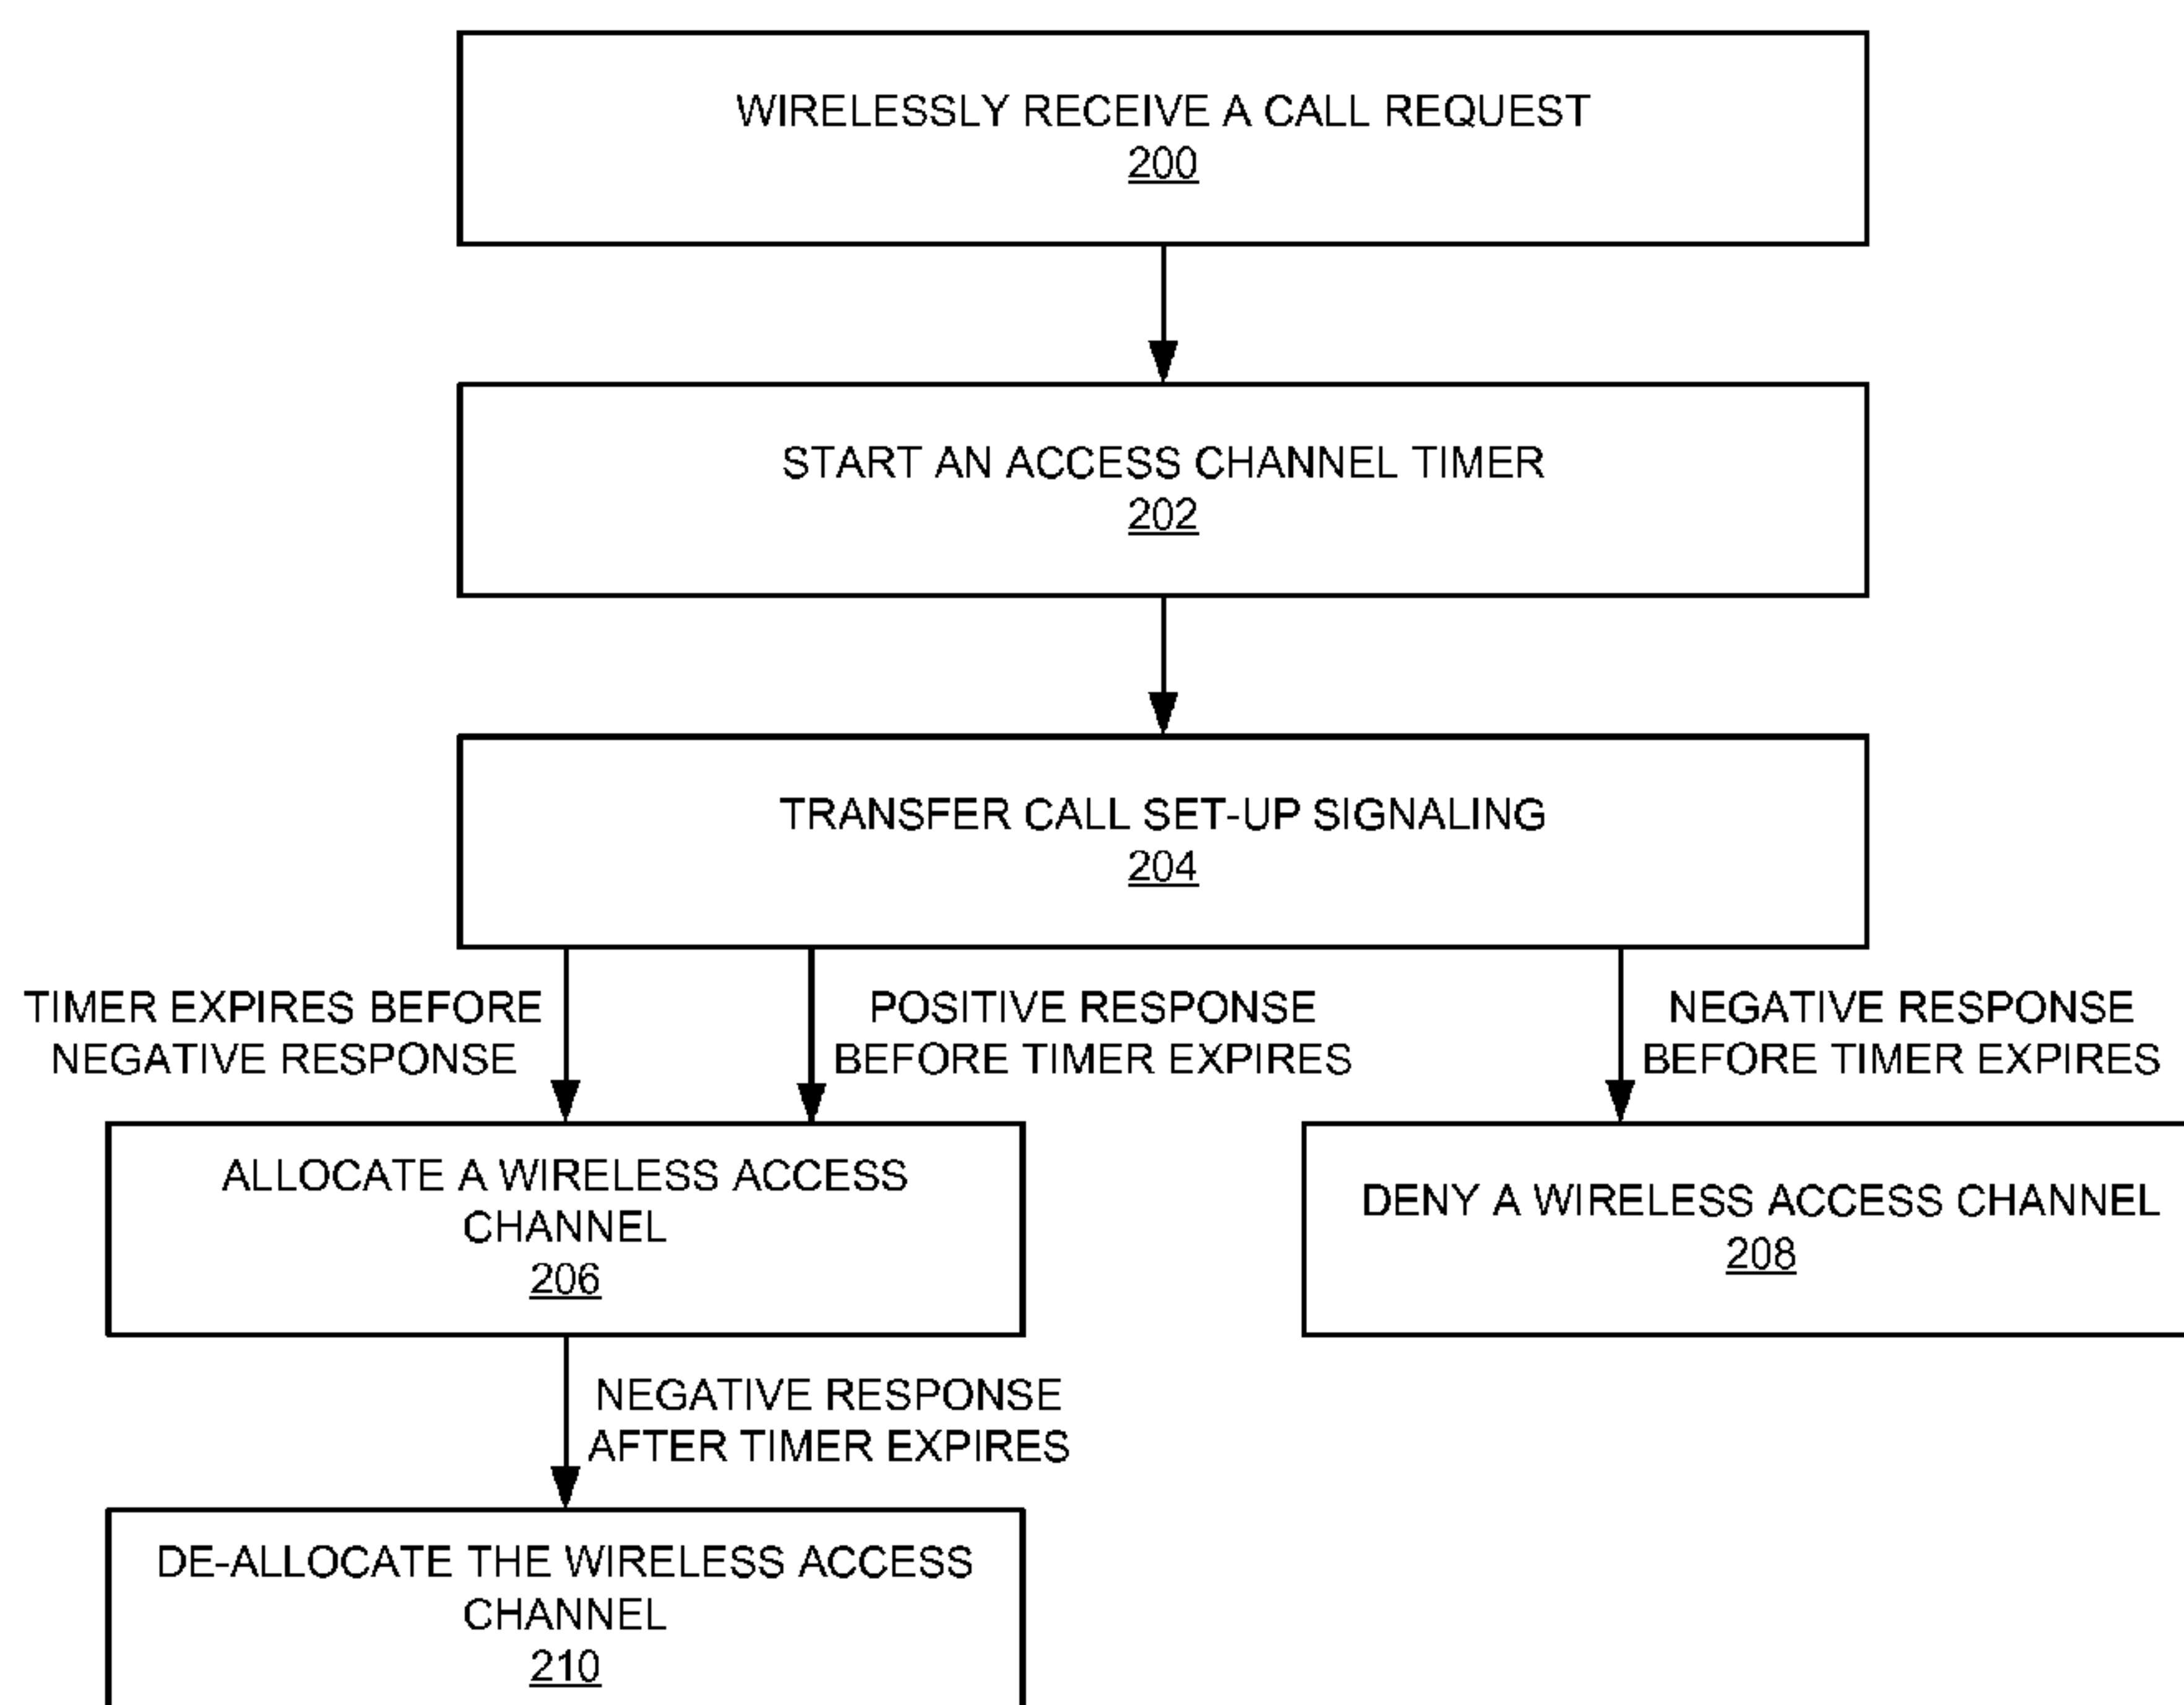 WIRELESSLY RECEIVE A CALL REQUEST
200
START AN ACCESS CHANNEL TIMER
202
TRANSFER CALL SET-UP SIGNALING
204
TIMER EXPIRES BEFORE
NEGATIVE RESPONSE
POSITIVE RESPONSE
BEFORE TIMER EXPIRES
NEGATIVE RESPONSE
BEFORE TIMER EXPIRES
ALLOCATE A WIRELESS ACCESS
CHANNEL
206
DENY A WIRELESS ACCESS CHANNEL
208
NEGATIVE RESPONSE
AFTER TIMER EXPIRES
DE-ALLOCATE THE WIRELESS ACCESS
CHANNEL
210